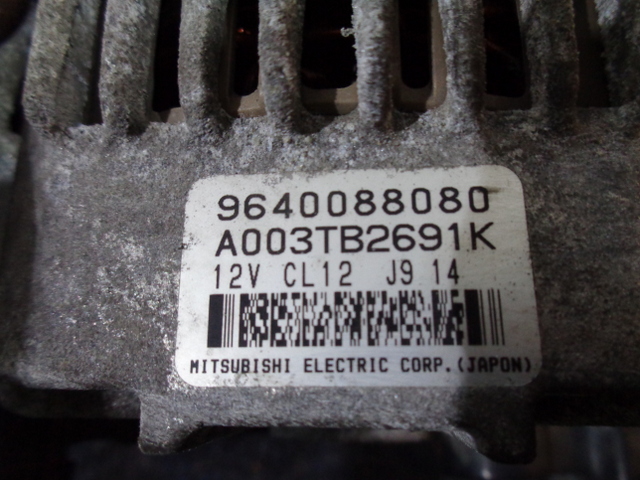 9640088080
A003TB2691K
12V CL12 J9 14
MITSUBISHI ELECTRIC CORP.(JAPON)